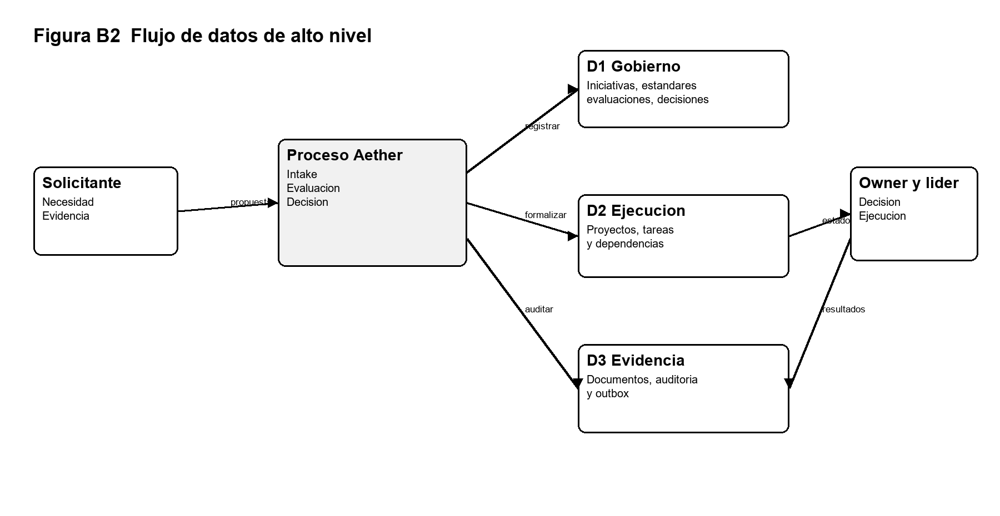 Figura B2  Flujo de datos de alto nivel
Solicitante
Necesidad
Evidencia
propuesta
Proceso Aether
Intake
Evaluacion
Decision
registrar
formalizar
auditar
D1 Gobierno
Iniciativas, estandares
evaluaciones, decisiones
D2 Ejecucion
Proyectos, tareas
y dependencias
D3 Evidencia
Documentos, auditoria
y outbox
estado
resultados
Owner y lider
Decision
Ejecucion